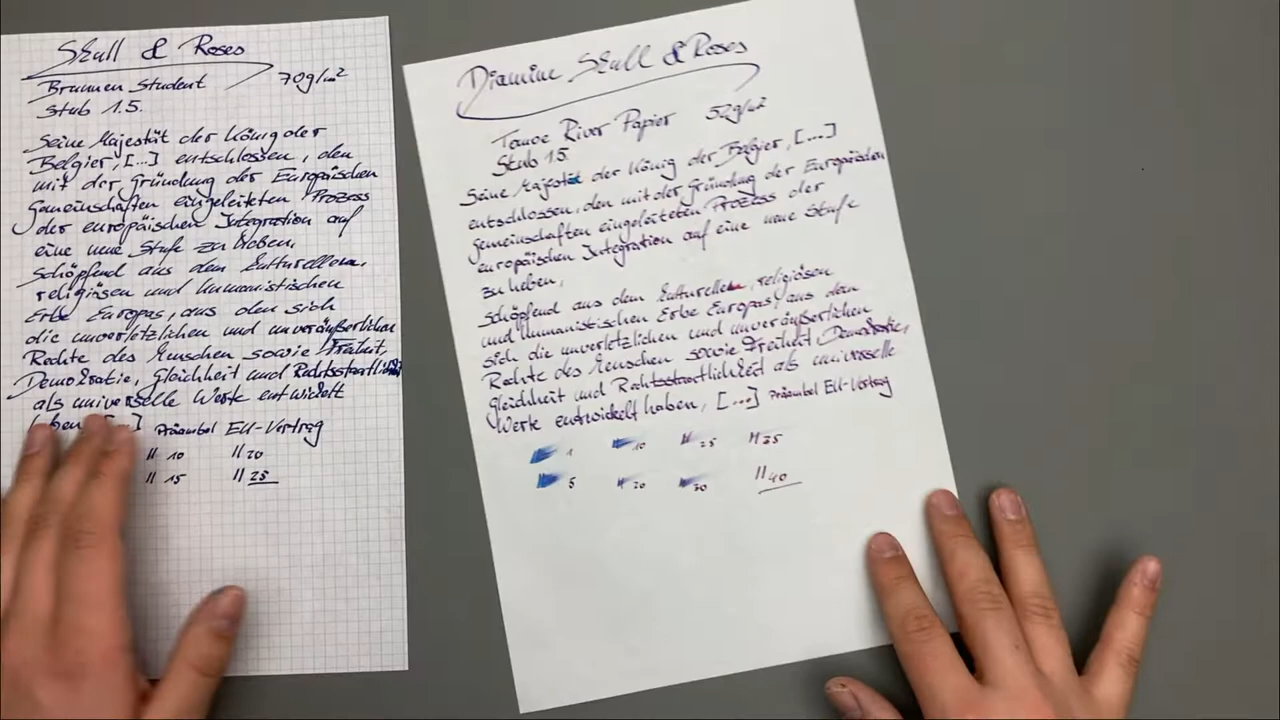 Skull & Roses
Brunnen Student 70g/m²
Stub 1.5.
Seine Majestät der König der
Belgier, [...] entschlossen, den
mit der Gründung der Europäischen
Gemeinschaften eingeleiteten Prozess
der europäischen Integration auf
eine neue Stufe zu heben,
Schöpfend aus dem kulturellen,
religiösen und humanistischen
Erbe Europas, aus dem sich
die unverletzlichen und unveräußerlichen
Rechte des Menschen sowie Freiheit,
Demokratie, Gleichheit und Rechtsstaatlichkeit
als universelle Werte entwickelt
Präambel EU-Vertrag
10 20
15 25
Diamine Skull & Roses
Tomoe River Papier 52g/m²
Stub 1.5
Seine Majestät der König der Belgier, [...]
entschlossen, den mit der Gründung der Europäischen
Gemeinschaften eingeleiteten Prozess der
europäischen Integration auf eine neue Stufe
zu heben,
Schöpfend aus dem kulturellen, religiösen
und humanistischen Erbe Europas, aus dem
sich die unverletzlichen und unveräußerlichen
Rechte des Menschen sowie Freiheit, Demokratie,
Gleichheit und Rechtsstaatlichkeit als universelle
Werte entwickelt haben, [...] Präambel EU-Vertrag
1 10 25 35
5 20 30 40